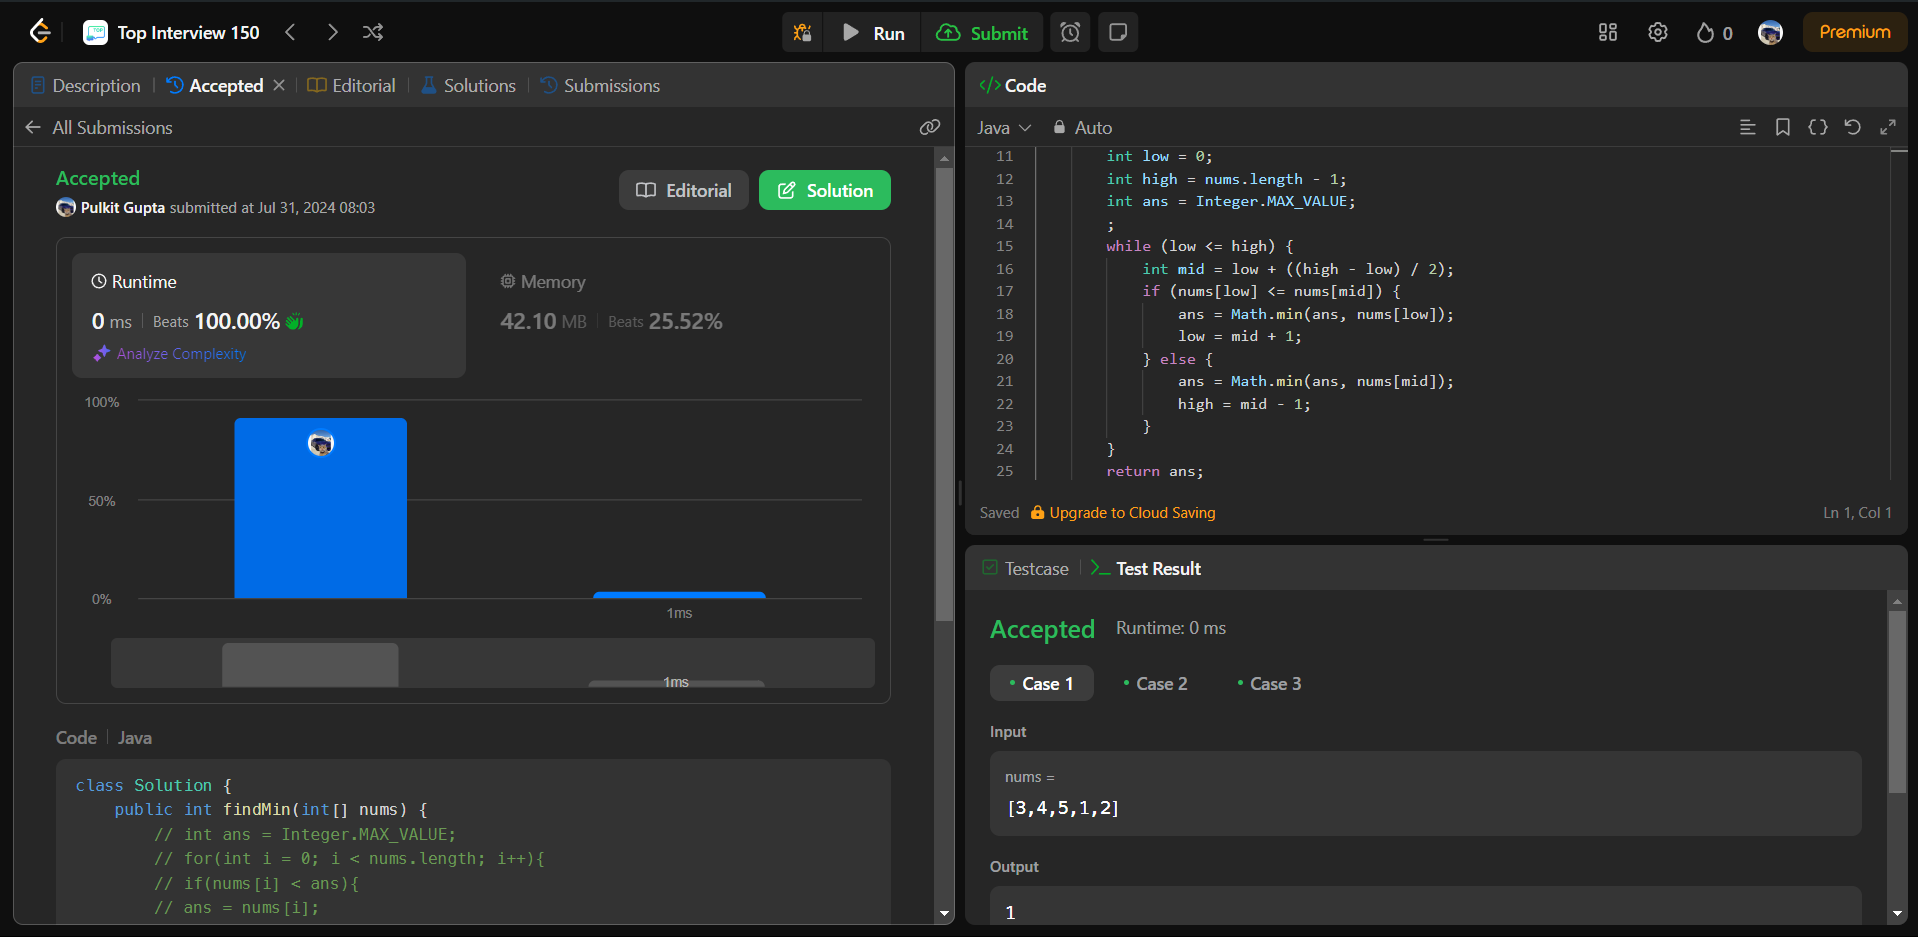 Top Interview 150
Run
Submit
0
Premium
Description
Accepted
Editorial
Solutions
Submissions
All Submissions
Accepted
Pulkit Gupta submitted at Jul 31, 2024 08:03
Editorial
Solution
Runtime
0 ms
Beats 100.00%
Analyze Complexity
Memory
42.10 MB
Beats 25.52%
100%
50%
0%
1ms
1ms
Code
Java
class Solution {
public int findMin(int[] nums) {
// int ans = Integer.MAX_VALUE;
// for(int i = 0; i < nums.length; i++){
// if(nums[i] < ans){
// ans = nums[i];
</> Code
Java
Auto
11 int low = 0;
12 int high = nums.length - 1;
13 int ans = Integer.MAX_VALUE;
14 ;
15 while (low <= high) {
16 int mid = low + ((high - low) / 2);
17 if (nums[low] <= nums[mid]) {
18 ans = Math.min(ans, nums[low]);
19 low = mid + 1;
20 } else {
21 ans = Math.min(ans, nums[mid]);
22 high = mid - 1;
23 }
24 }
25 return ans;
Saved
Upgrade to Cloud Saving
Ln 1, Col 1
Testcase
Test Result
Accepted
Runtime: 0 ms
Case 1
Case 2
Case 3
Input
nums =
[3,4,5,1,2]
Output
1